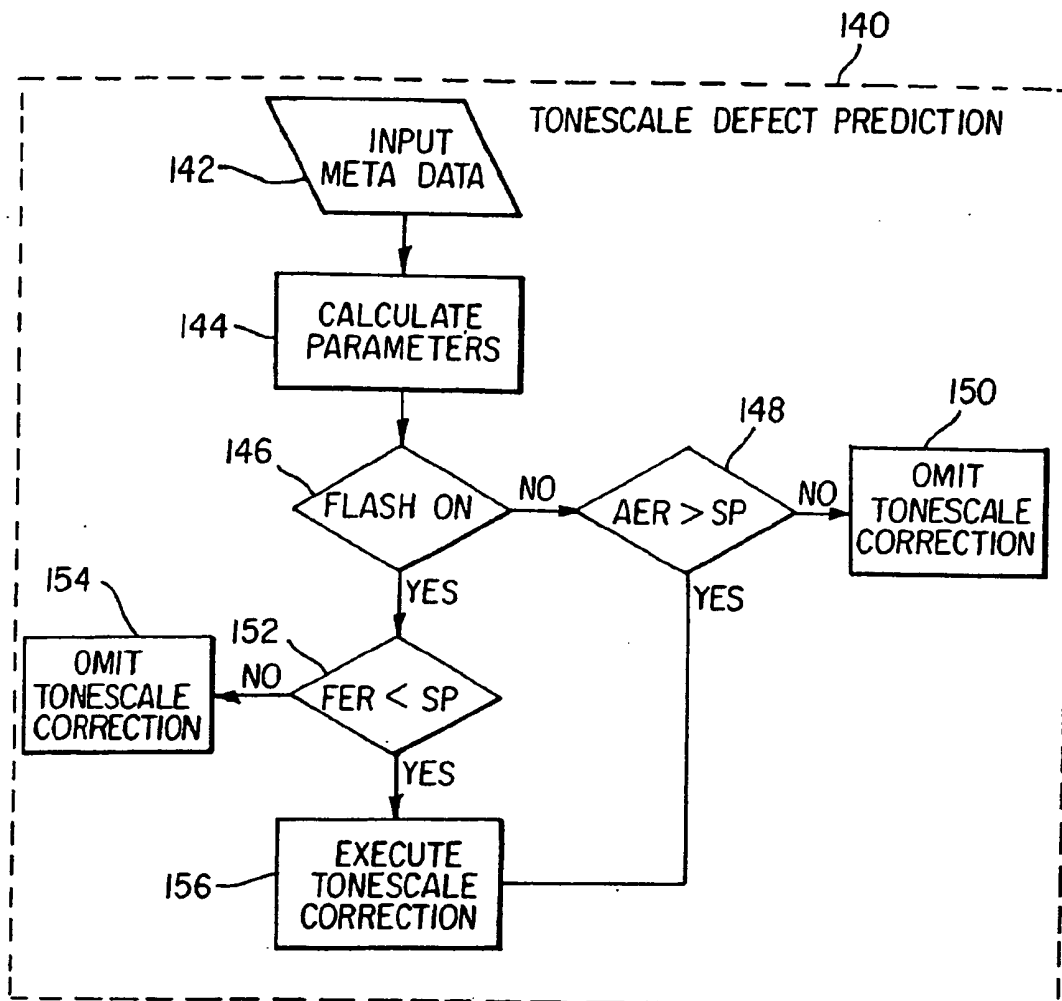 140
TONESCALE DEFECT PREDICTION
INPUT
META DATA
142
CALCULATE
PARAMETERS
144
146
FLASH ON
NO
148
AER > SP
NO
150
OMIT
TONESCALE
CORRECTION
YES
YES
154
OMIT
TONESCALE
CORRECTION
NO
152
FER < SP
YES
156
EXECUTE
TONESCALE
CORRECTION